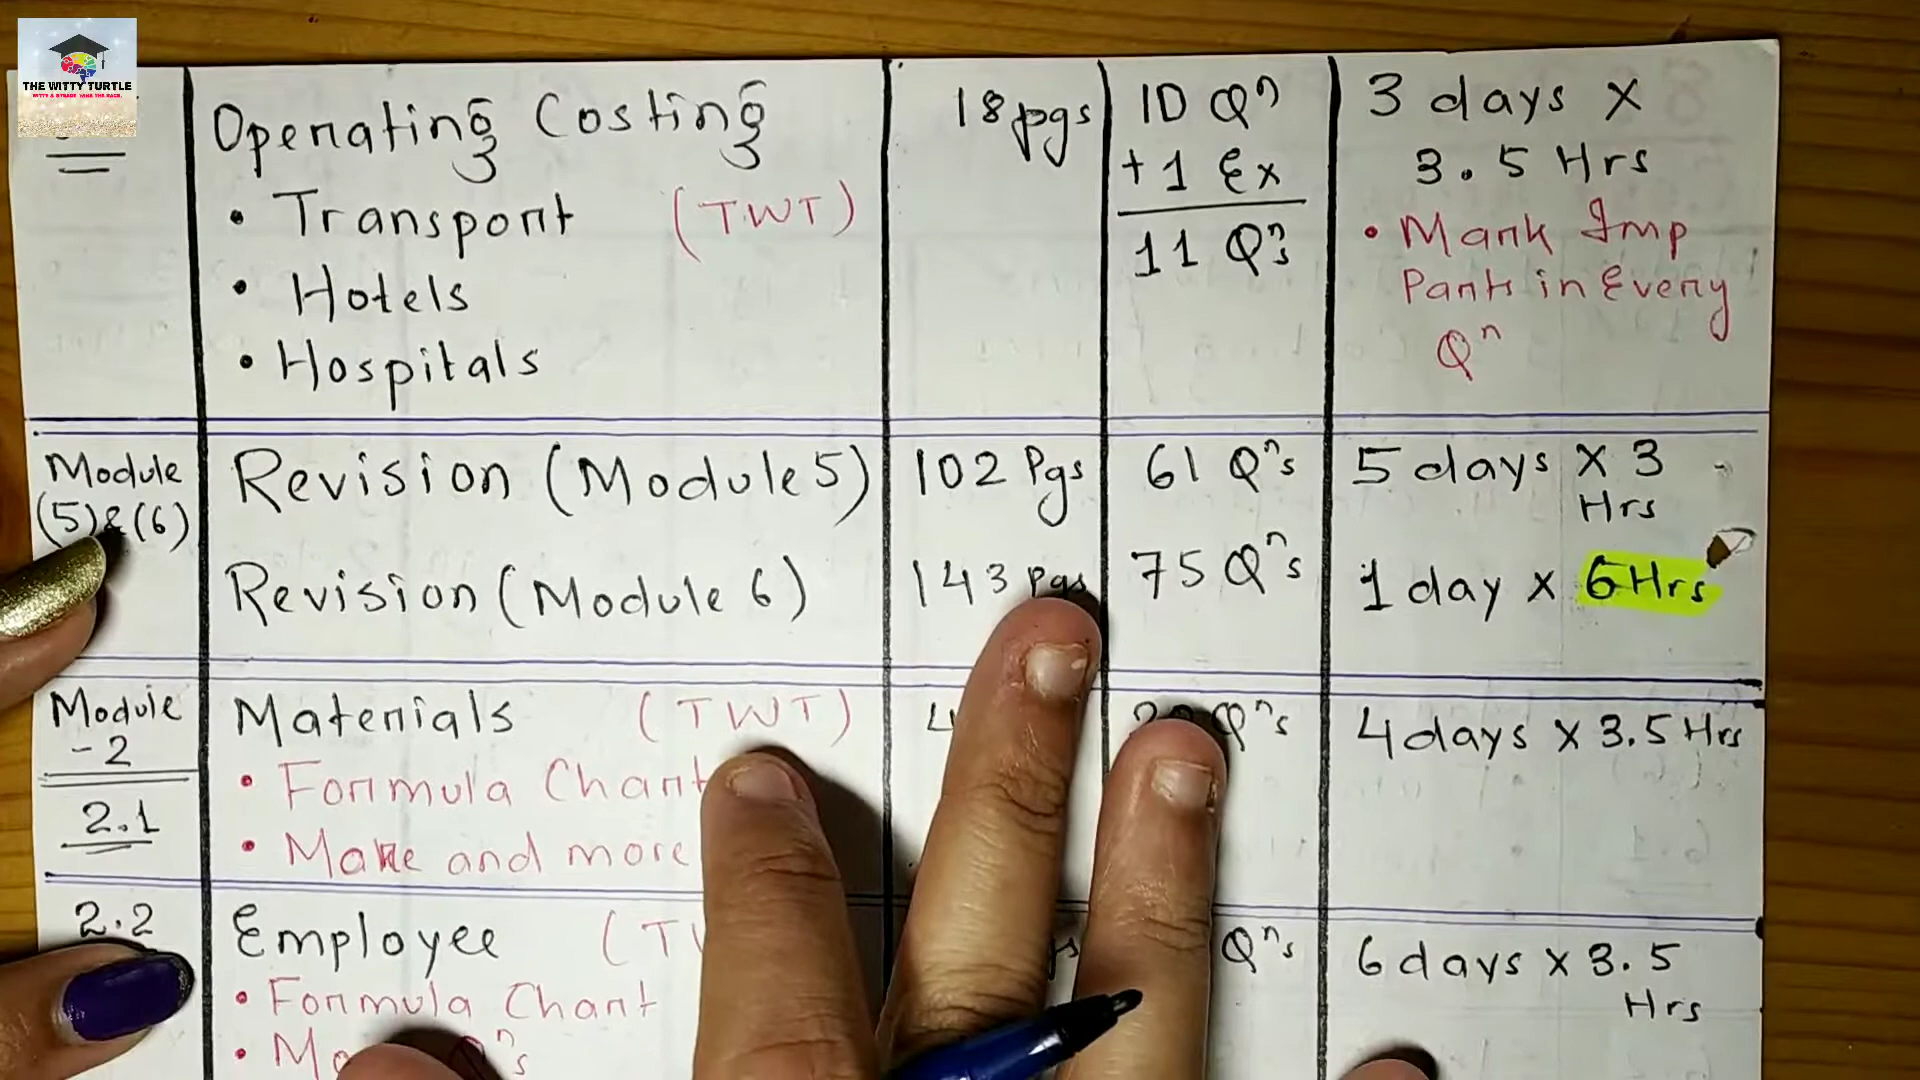 THE WITTY TURTLE
Operating Costing
18 pgs
10 Qn
+ 1 Ex
11 Qns
3 days x
3.5 Hrs
• Transport (TWT)
• Hotels
• Hospitals
• Mark Imp
Parts in Every
Qn
Module
(5)&(6)
Revision (Module 5)
102 Pgs
61 Qns
5 days x 3
Hrs
Revision (Module 6)
143 Pgs
75 Qns
1 day x 6Hrs
Module
-2
2.1
Materials (TWT)
Qns
4 days x 3.5 Hrs
• Formula Chart
• Make and more
2.2
Employee
Qns
6 days x 3.5
Hrs
• Formula Chart